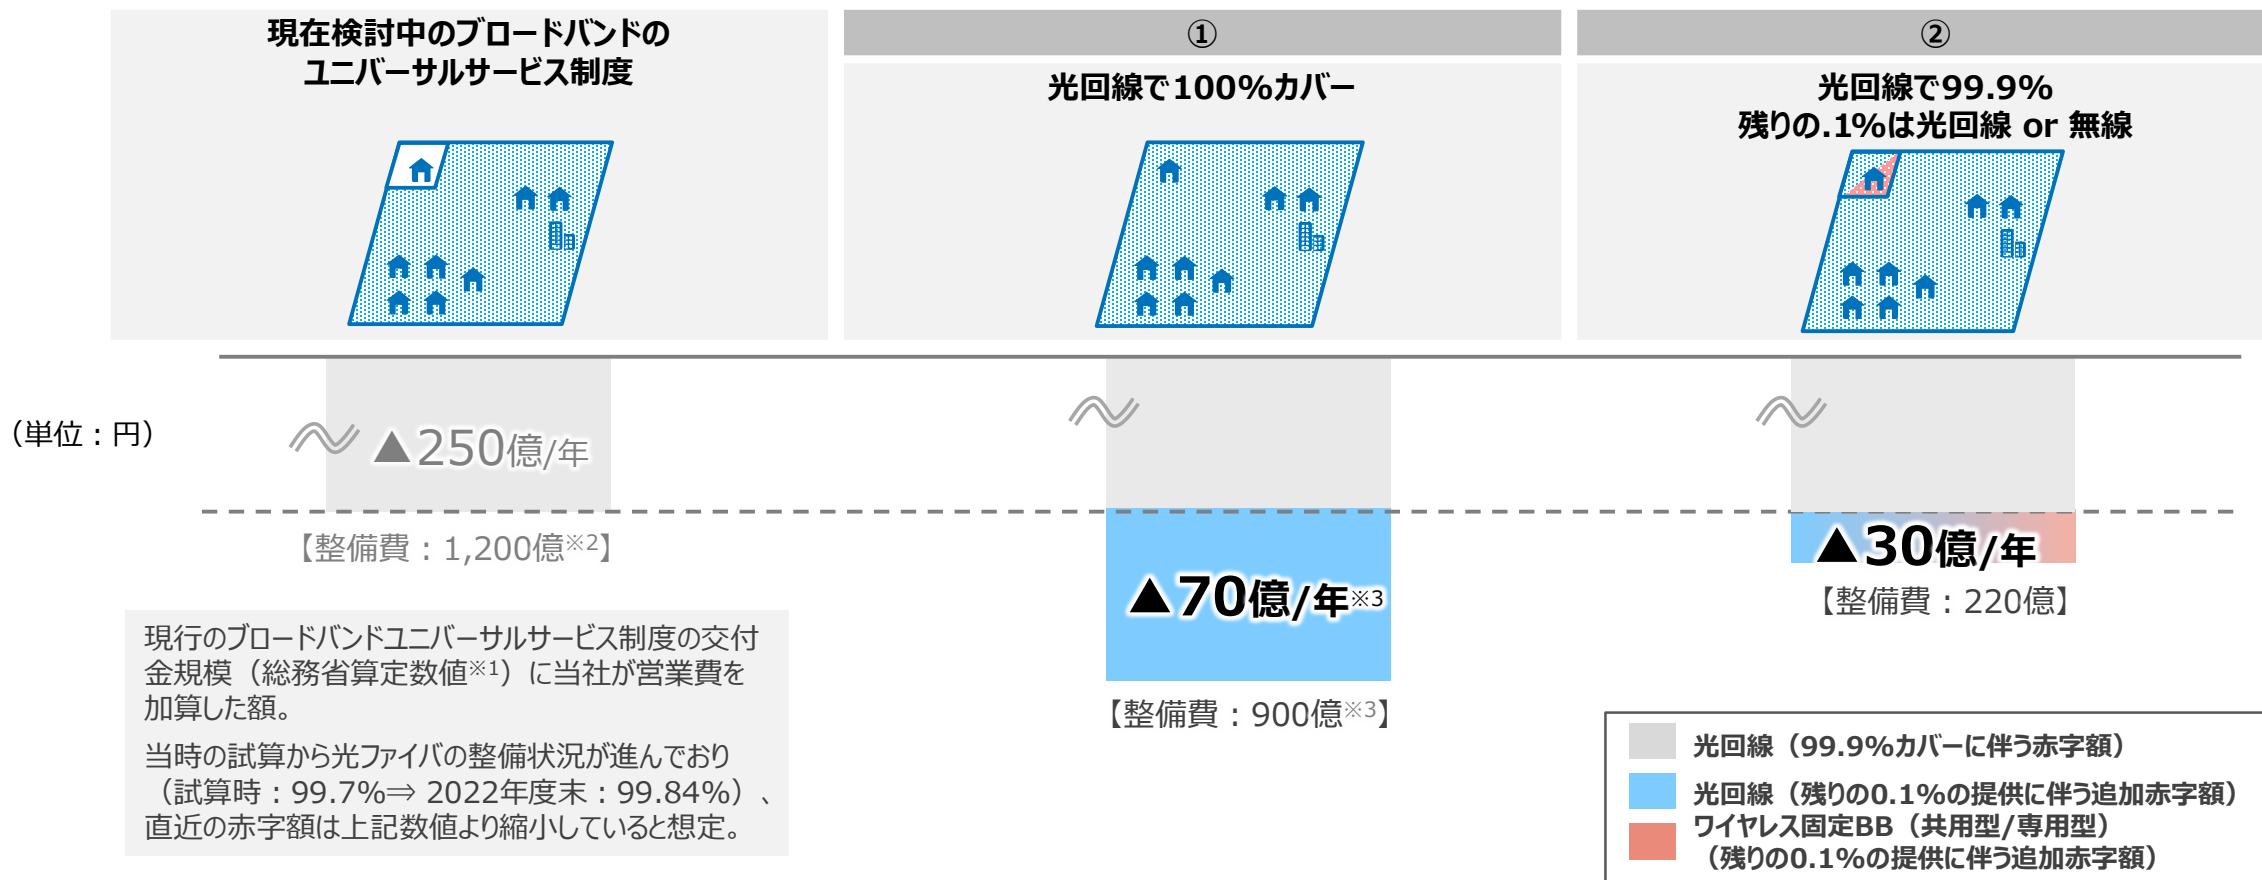 現在検討中のブロードバンドの
ユニバーサルサービス制度
①
光回線で100%カバー
②
光回線で99.9%
残りの.1%は光回線 or 無線
（単位：円）
▲250億/年
【整備費：1,200億※2】
▲70億/年※3
【整備費：900億※3】
▲30億/年
【整備費：220億】
現行のブロードバンドユニバーサルサービス制度の交付
金規模（総務省算定数値※1）に当社が営業費を
加算した額。
当時の試算から光ファイバの整備状況が進んでおり
（試算時：99.7%⇒ 2022年度末：99.84%）、
直近の赤字額は上記数値より縮小していると想定。
光回線（99.9%カバーに伴う赤字額）
光回線（残りの0.1%の提供に伴う追加赤字額）
ワイヤレス固定BB（共用型/専用型）
（残りの0.1%の提供に伴う追加赤字額）